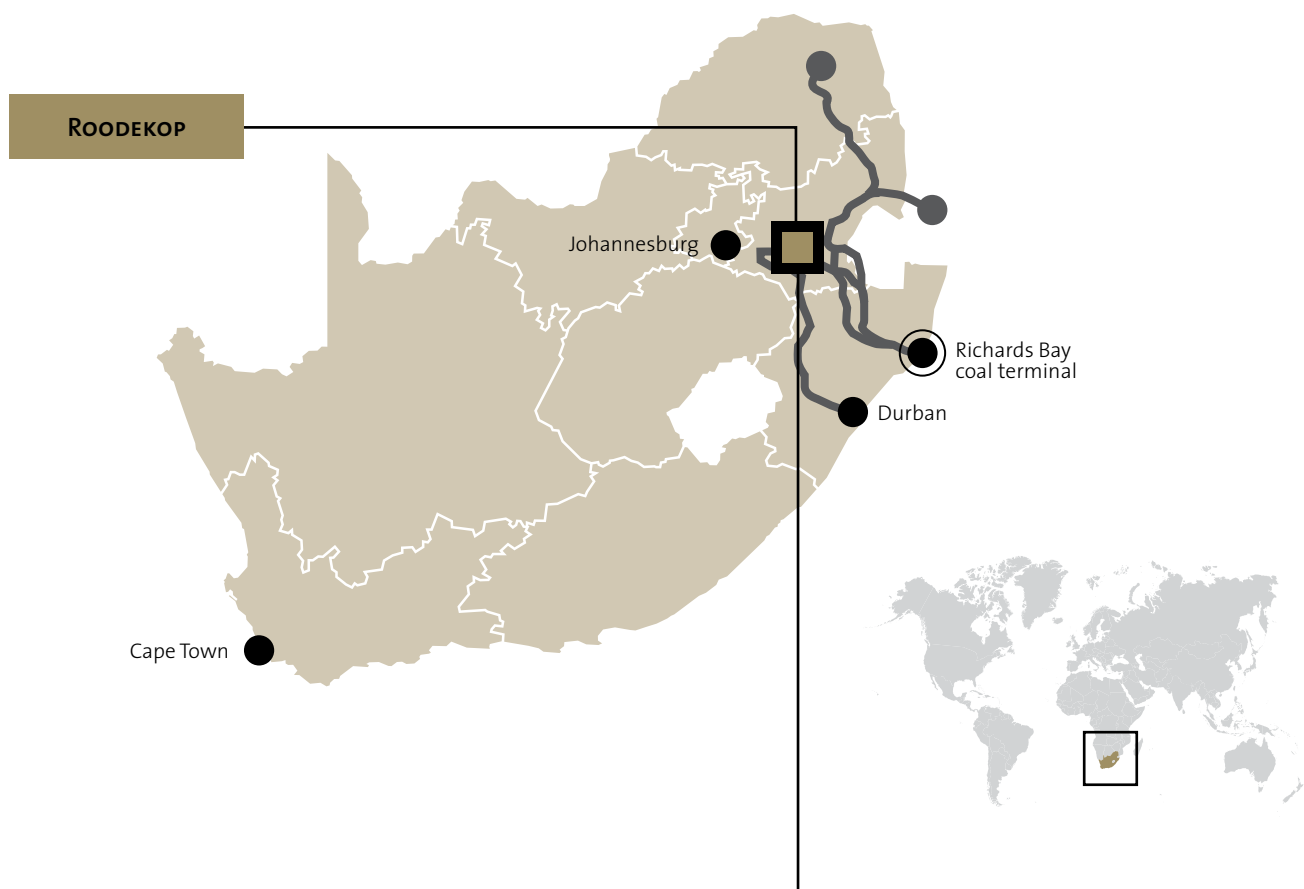 ROODEKOP
Johannesburg
Richards Bay
coal terminal
Durban
Cape Town